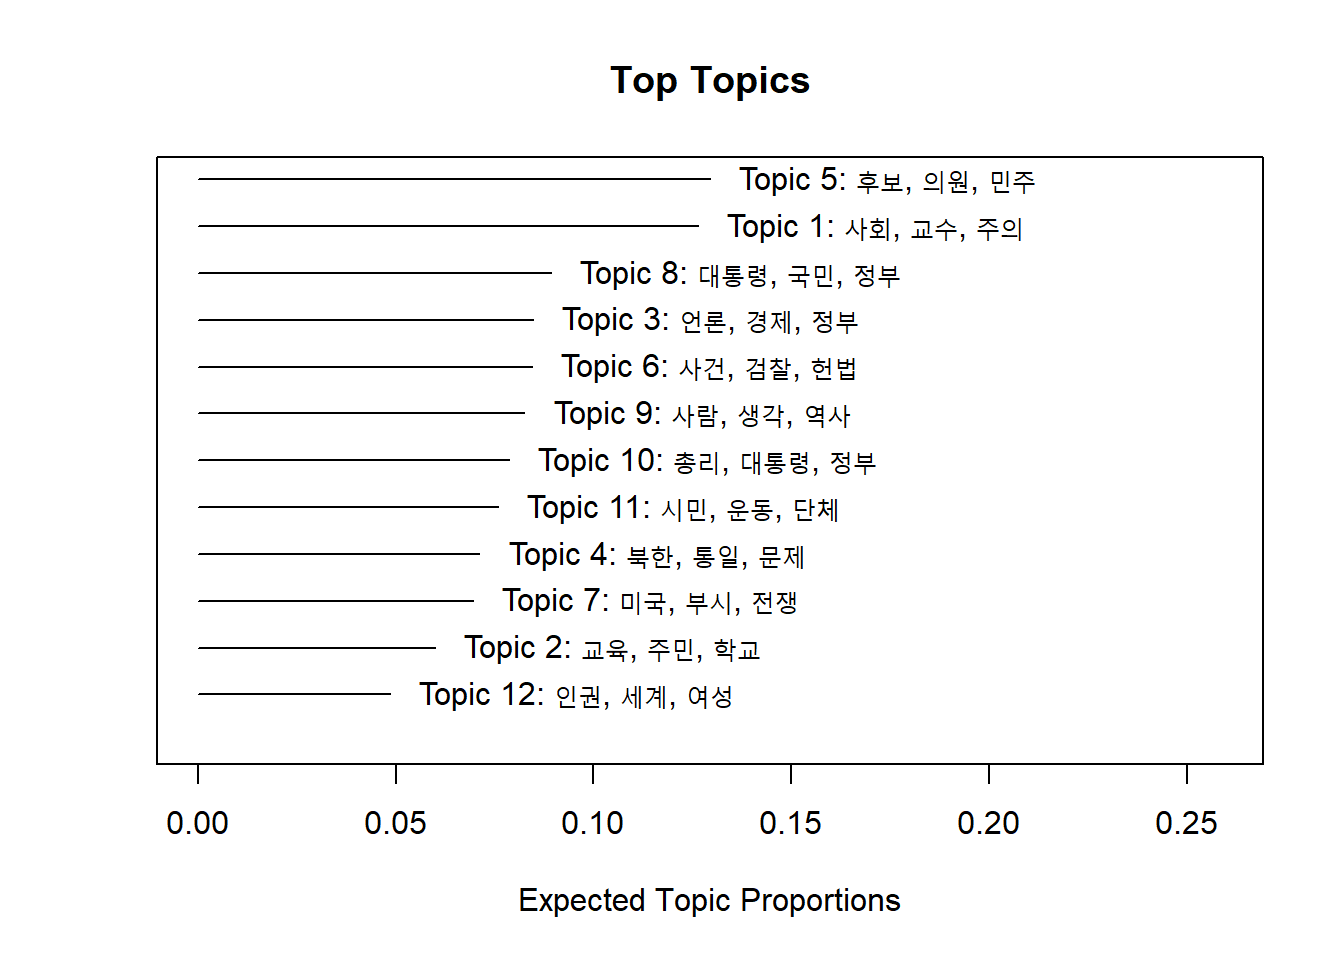 Top Topics
Topic 5: 후보, 의원, 민주
Topic 1: 사회, 교수, 주의
Topic 8: 대통령, 국민, 정부
Topic 3: 언론, 경제, 정부
Topic 6: 사건, 검찰, 헌법
Topic 9: 사람, 생각, 역사
Topic 10: 총리, 대통령, 정부
Topic 11: 시민, 운동, 단체
Topic 4: 북한, 통일, 문제
Topic 7: 미국, 부시, 전쟁
Topic 2: 교육, 주민, 학교
Topic 12: 인권, 세계, 여성
0.00 0.05 0.10 0.15 0.20 0.25
Expected Topic Proportions